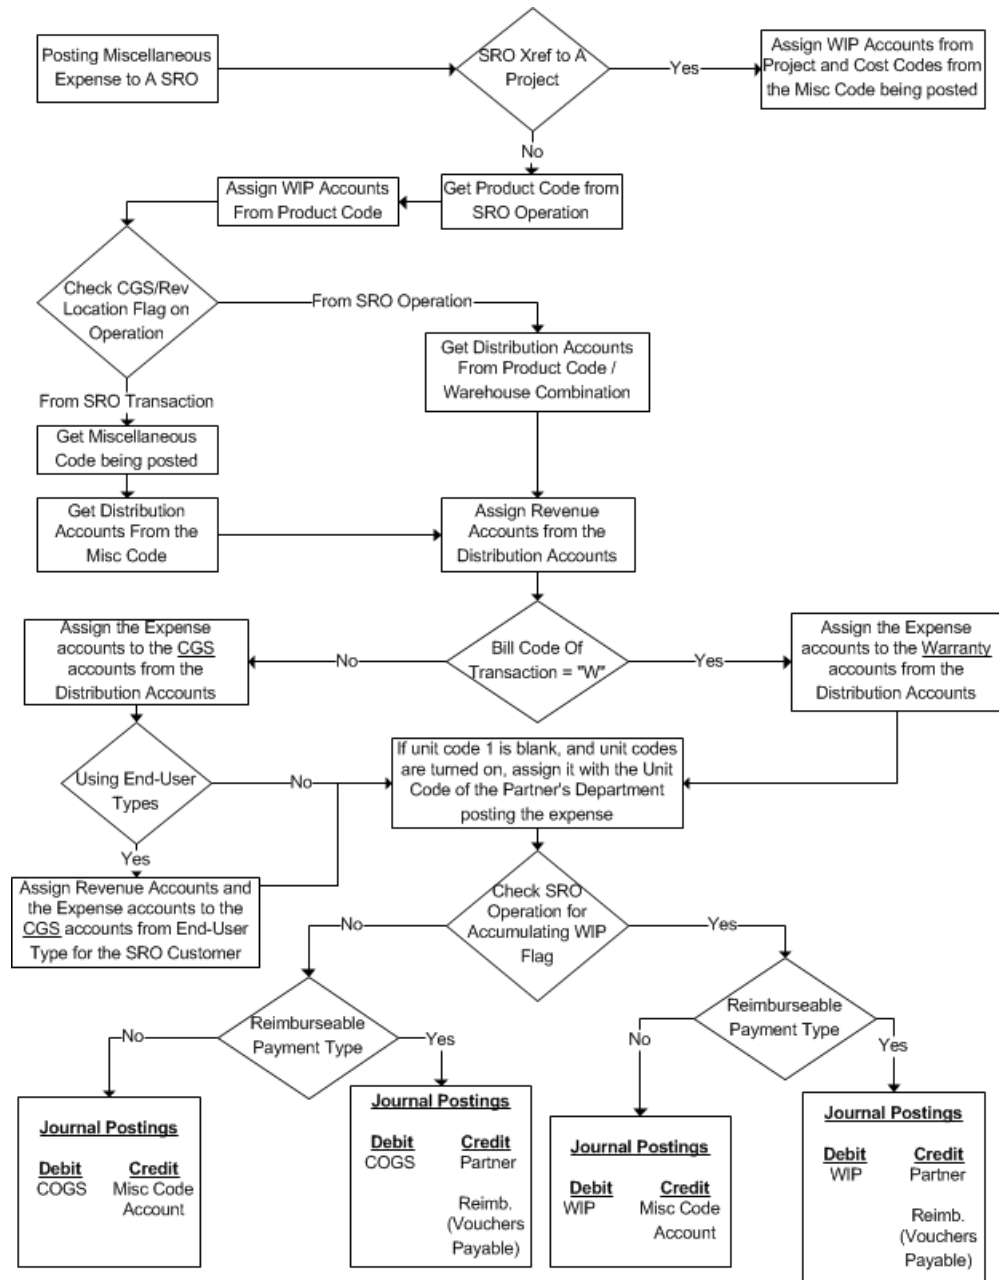 Posting Miscellaneous
Expense to A SRO
SRO Xref to A
Project
Yes
Assign WIP Accounts from
Project and Cost Codes from
the Misc Code being posted
No
Get Product Code from
SRO Operation
Assign WIP Accounts
From Product Code
Check CGS/Rev
Location Flag on
Operation
From SRO Operation
Get Distribution Accounts
From Product Code /
Warehouse Combination
From SRO Transaction
Get Miscellaneous
Code being posted
Get Distribution
Accounts From the
Misc Code
Assign Revenue
Accounts from the
Distribution Accounts
Bill Code Of
Transaction = "W"
No
Yes
Assign the Expense
accounts to the CGS
accounts from the
Distribution Accounts
Assign the Expense
accounts to the Warranty
accounts from the
Distribution Accounts
Using End-User
Types
No
Yes
If unit code 1 is blank, and unit codes
are turned on, assign it with the Unit
Code of the Partner's Department
posting the expense
Assign Revenue Accounts and
the Expense accounts to the
CGS accounts from End-User
Type for the SRO Customer
Check SRO
Operation for
Accumulating WIP
Flag
No
Yes
Reimburseable
Payment Type
No
Yes
Reimburseable
Payment Type
No
Yes
Journal Postings
Debit Credit
COGS Misc Code
Account
Journal Postings
Debit Credit
COGS Partner
Reimb.
(Vouchers
Payable)
Journal Postings
Debit Credit
WIP Misc Code
Account
Journal Postings
Debit Credit
WIP Partner
Reimb.
(Vouchers
Payable)